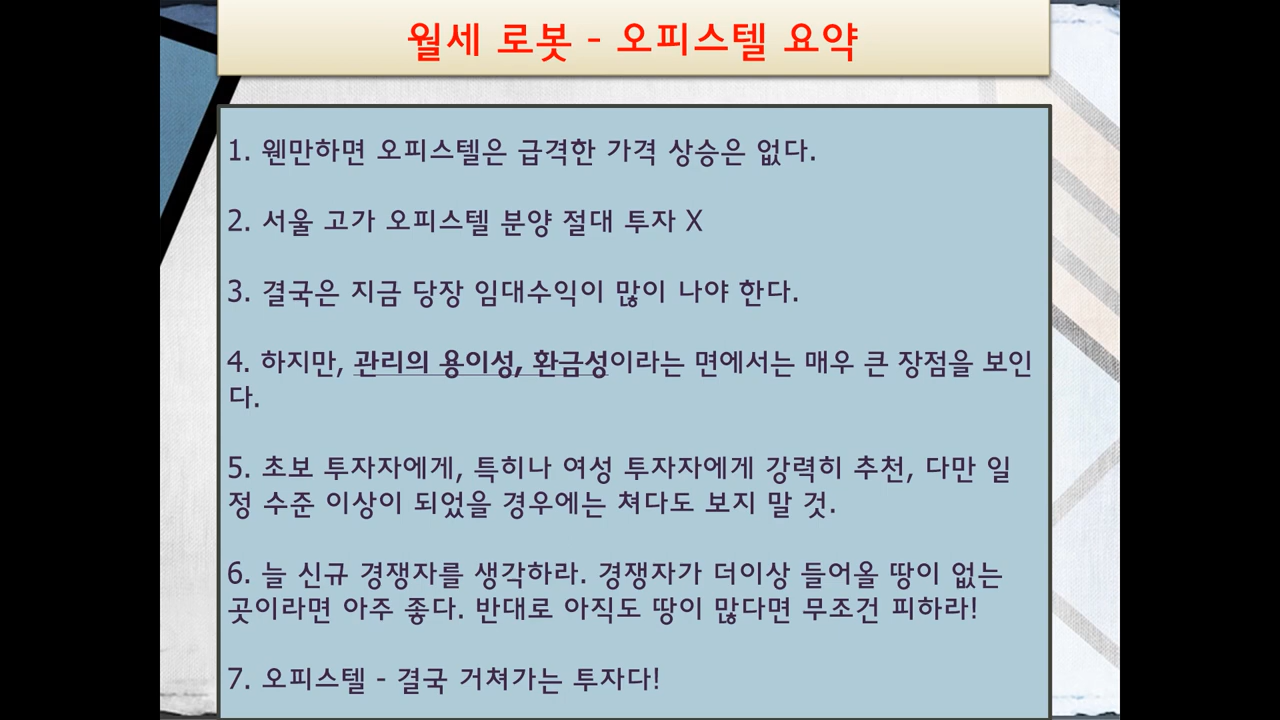 월세 로봇 - 오피스텔 요약
1. 웬만하면 오피스텔은 급격한 가격 상승은 없다.
2. 서울 고가 오피스텔 분양 절대 투자 X
3. 결국은 지금 당장 임대수익이 많이 나야 한다.
4. 하지만, 관리의 용이성, 환금성이라는 면에서는 매우 큰 장점을 보인
다.
5. 초보 투자자에게, 특히나 여성 투자자에게 강력히 추천, 다만 일
정 수준 이상이 되었을 경우에는 쳐다도 보지 말 것.
6. 늘 신규 경쟁자를 생각하라. 경쟁자가 더이상 들어올 땅이 없는
곳이라면 아주 좋다. 반대로 아직도 땅이 많다면 무조건 피하라!
7. 오피스텔 - 결국 거쳐가는 투자다!